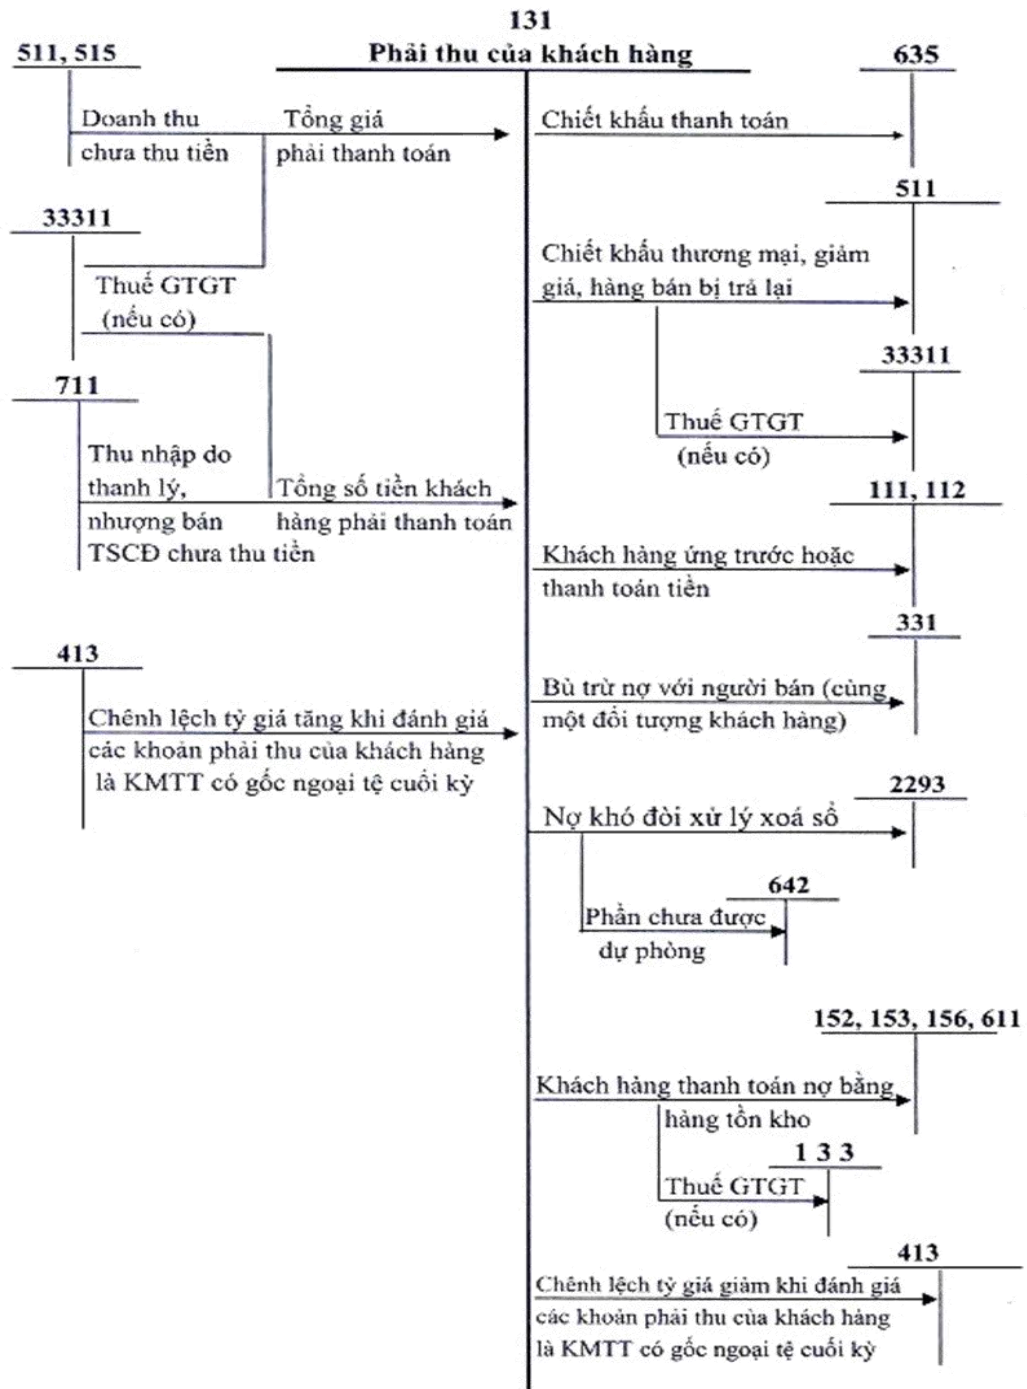 131
Phải thu của khách hàng
511, 515
Doanh thu
chưa thu tiền
Tổng giá
phải thanh toán
33311
Thuế GTGT
(nếu có)
711
Thu nhập do
thanh lý,
nhượng bán
TSCĐ chưa thu tiền
Tổng số tiền khách
hàng phải thanh toán
413
Chênh lệch tỷ giá tăng khi đánh giá
các khoản phải thu của khách hàng
là KMTT có gốc ngoại tệ cuối kỳ
635
Chiết khấu thanh toán
511
Chiết khấu thương mại, giảm
giá, hàng bán bị trả lại
33311
Thuế GTGT
(nếu có)
111, 112
Khách hàng ứng trước hoặc
thanh toán tiền
331
Bù trừ nợ với người bán (cùng
một đối tượng khách hàng)
2293
Nợ khó đòi xử lý xoá sổ
642
Phần chưa được
dự phòng
152, 153, 156, 611
Khách hàng thanh toán nợ bằng
hàng tồn kho
1 3 3
Thuế GTGT
(nếu có)
413
Chênh lệch tỷ giá giảm khi đánh giá
các khoản phải thu của khách hàng
là KMTT có gốc ngoại tệ cuối kỳ